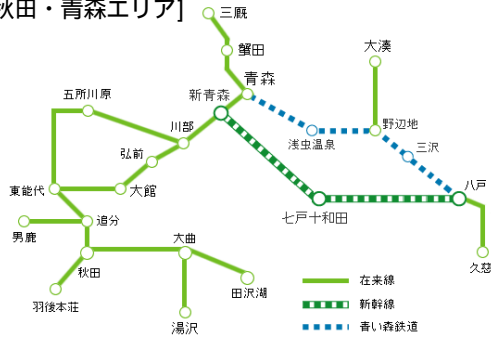 秋田・青森エリア]
三厩
蟹田
大湊
青森
五所川原
新青森
川部
野辺地
浅虫温泉
三沢
弘前
八戸
東能代
大館
七戸十和田
追分
男鹿
大曲
秋田
久慈
田沢湖
羽後本荘
湯沢
在来線
新幹線
青い森鉄道